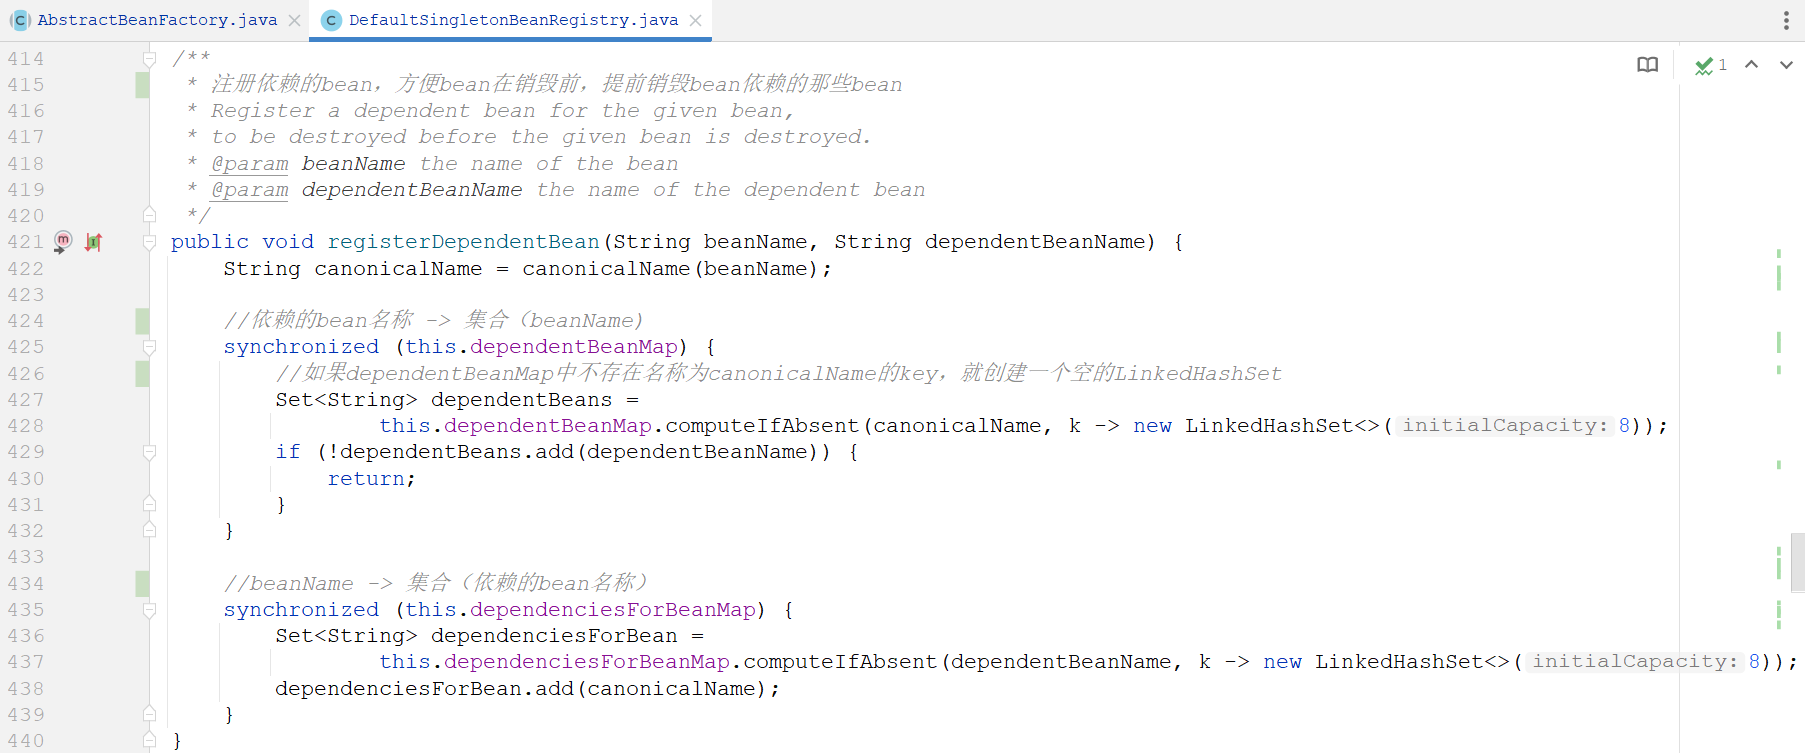 AbstractBeanFactory.java DefaultSingletonBeanRegistry.java
414 /**
415 * 注册依赖的bean，方便bean在销毁前，提前销毁bean依赖的那些bean
416 * Register a dependent bean for the given bean,
417 * to be destroyed before the given bean is destroyed.
418 * @param beanName the name of the bean
419 * @param dependentBeanName the name of the dependent bean
420 */
421 public void registerDependentBean(String beanName, String dependentBeanName) {
422 String canonicalName = canonicalName(beanName);
423
424 //依赖的bean名称 -> 集合（beanName)
425 synchronized (this.dependentBeanMap) {
426 //如果dependentBeanMap中不存在名称为canonicalName的key，就创建一个空的LinkedHashSet
427 Set<String> dependentBeans =
428 this.dependentBeanMap.computeIfAbsent(canonicalName, k -> new LinkedHashSet<>( initialCapacity: 8));
429 if (!dependentBeans.add(dependentBeanName)) {
430 return;
431 }
432 }
433
434 //beanName -> 集合（依赖的bean名称）
435 synchronized (this.dependenciesForBeanMap) {
436 Set<String> dependenciesForBean =
437 this.dependenciesForBeanMap.computeIfAbsent(dependentBeanName, k -> new LinkedHashSet<>( initialCapacity: 8));
438 dependenciesForBean.add(canonicalName);
439 }
440 }
1